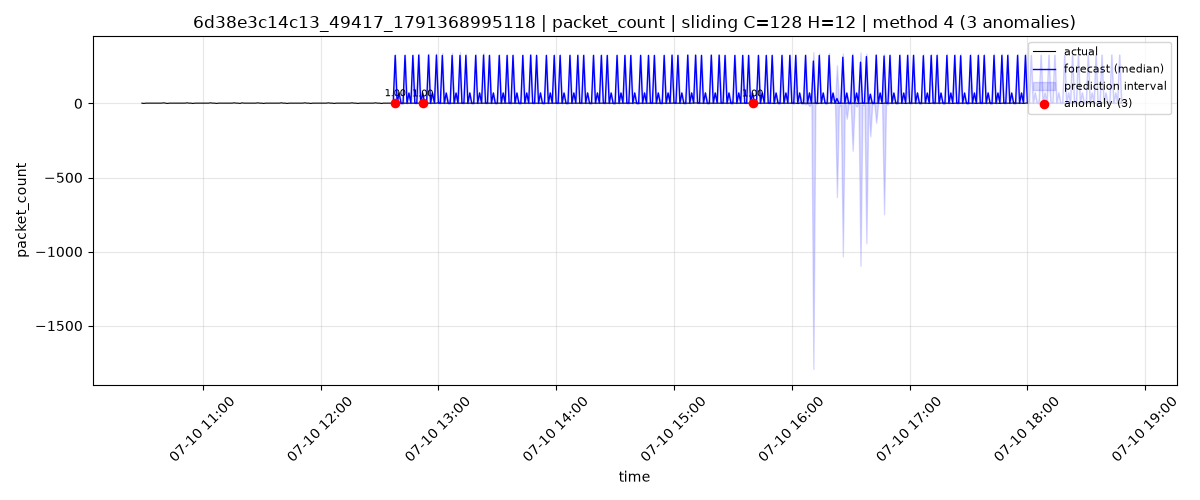 6d38e3c14c13_49417_1791368995118 | packet_count | sliding C=128 H=12 | method 4 (3 anomalies)
packet_count
0
−500
−1000
−1500
1.00
1.00
1.00
actual
forecast (median)
prediction interval
anomaly (3)
07-10 11:00
07-10 12:00
07-10 13:00
07-10 14:00
07-10 15:00
07-10 16:00
07-10 17:00
07-10 18:00
07-10 19:00
time